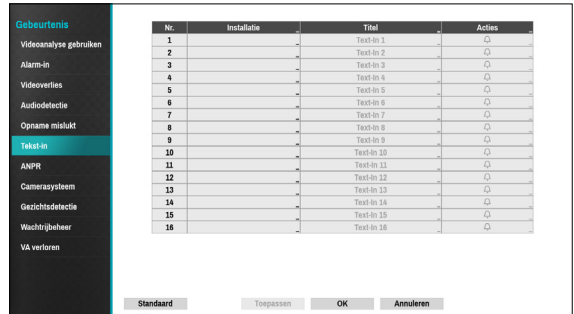 Gebeurtenis
Videoanalyse gebruiken
Alarm-in
Videoverlies
Audiodetectie
Opname mislukt
Tekst-in
ANPR
Camerasysteem
Gezichtsdetectie
Wachtrijbeheer
VA verloren
Nr. Installatie Titel Acties
1 Text-In 1
2 Text-In 2
3 Text-In 3
4 Text-In 4
5 Text-In 5
6 Text-In 6
7 Text-In 7
8 Text-In 8
9 Text-In 9
10 Text-In 10
11 Text-In 11
12 Text-In 12
13 Text-In 13
14 Text-In 14
15 Text-In 15
16 Text-In 16
Standaard Toepassen OK Annuleren